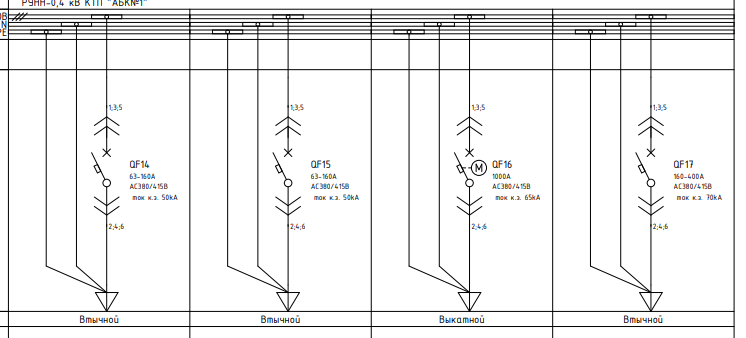 РУНН-0,4 кВ КТП "АБК№1"
N
PE
1;3;5
1;3;5
1;3;5
1;3;5
QF14
63-160А
АС380/415В
ток к.з. 50кА
QF15
63-160А
АС380/415В
ток к.з. 50кА
М
QF16
1000А
АС380/415В
ток к.з. 65кА
QF17
160-400А
АС380/415В
ток к.з. 70кА
2;4;6
2;4;6
2;4;6
2;4;6
Втычной
Втычной
Выкатной
Втычной